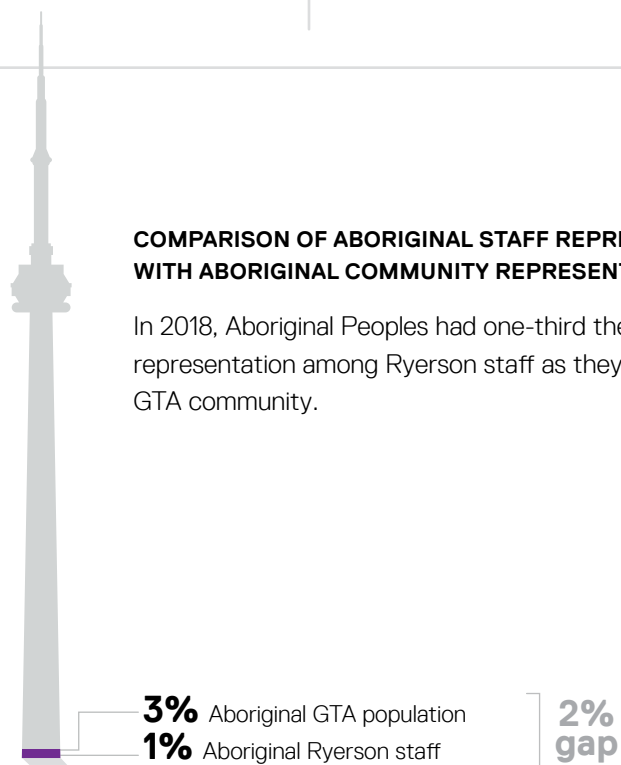 COMPARISON OF ABORIGINAL STAFF
WITH ABORIGINAL COMMUNITY
In 2018, Aboriginal Peoples had one-third the
representation among Ryerson staff as they
GTA community.
3% Aboriginal GTA population
1% Aboriginal Ryerson staff
2%
gap